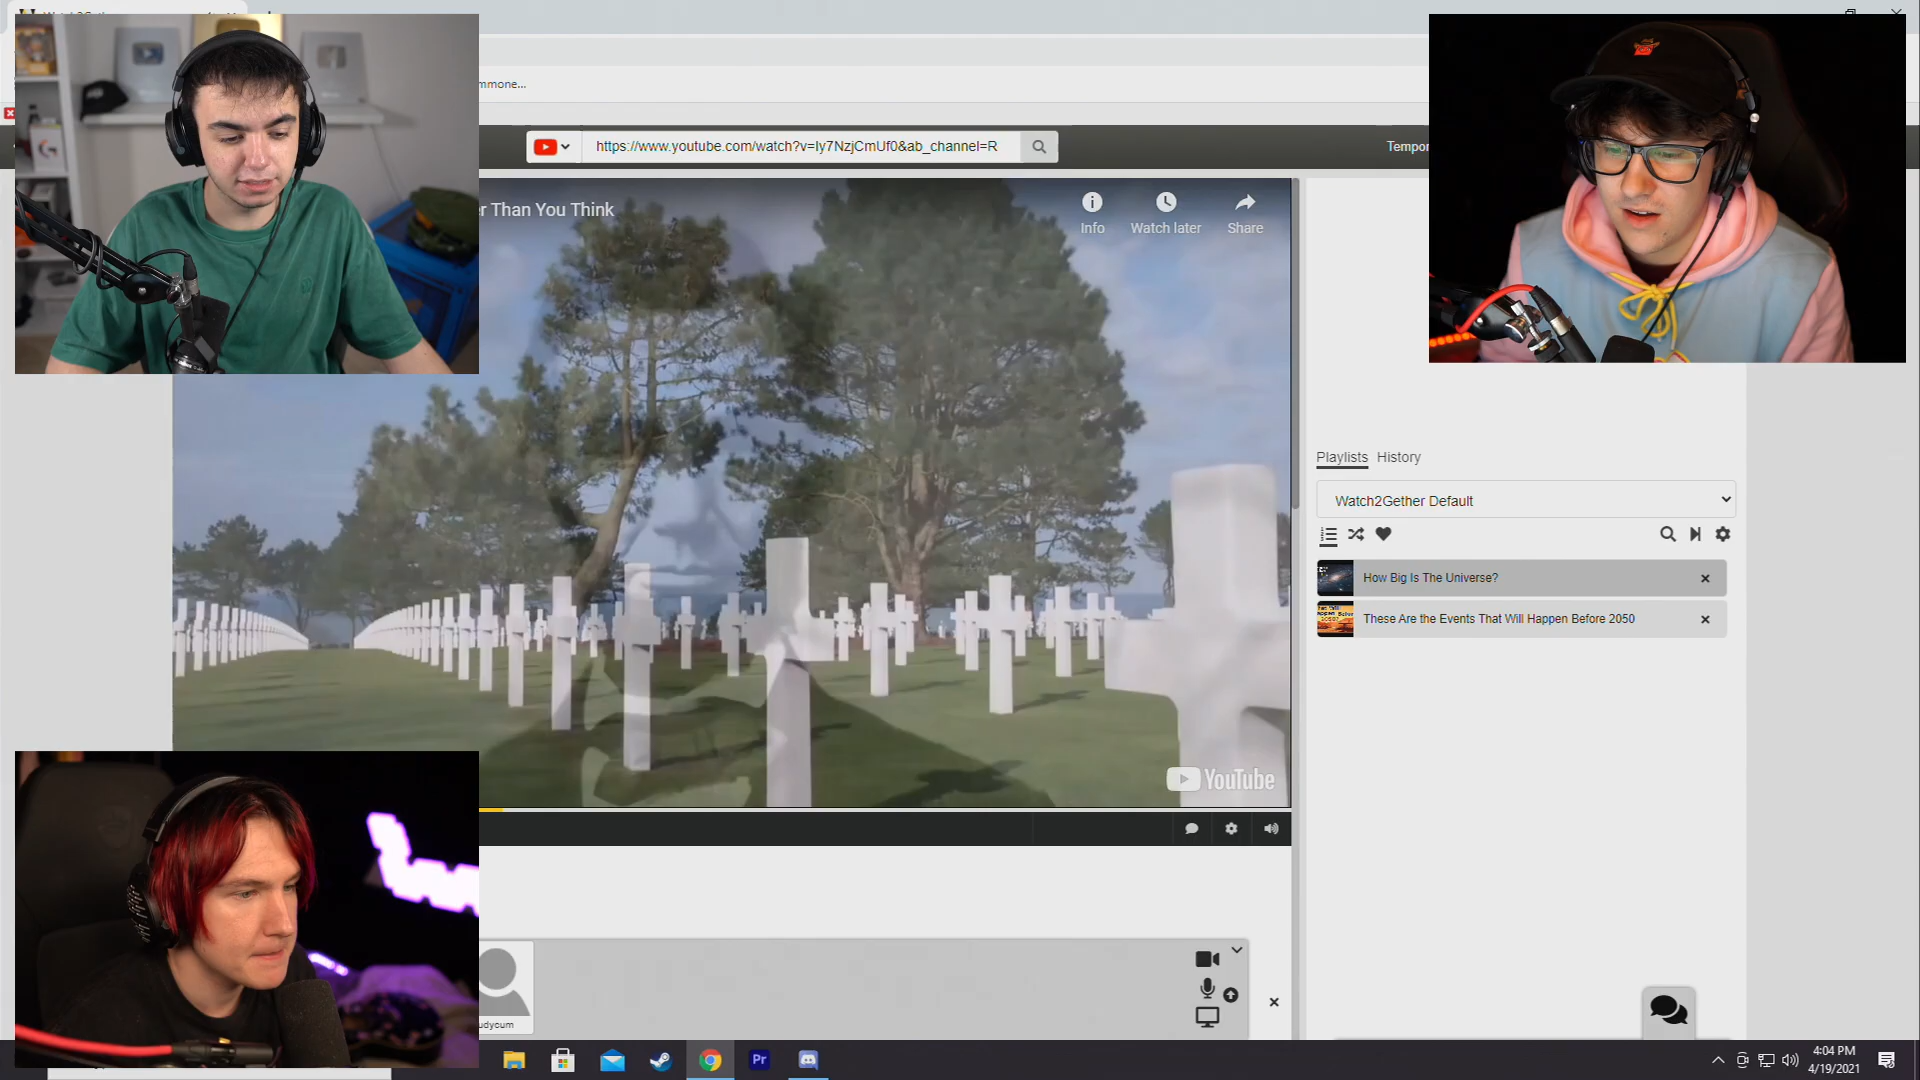 mmone...
https://www.youtube.com/watch?v=Iy7NzjCmUf0&ab_channel=R
Tempor
r Than You Think
Info
Watch later
Share
Playlists
History
Watch2Gether Default
How Big Is The Universe?
These Are the Events That Will Happen Before 2050
YouTube
udycum
Pr
4:04 PM
4/19/2021